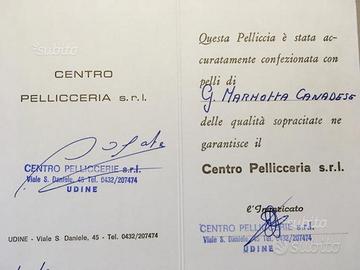 CENTRO
PELLICCERIA s.r.l.
CENTRO PELLICCERIE s.r.l.
Viale S. Daniele, 45 Tel. 0432/207474
UDINE
UDINE - Viale S. Daniele, 45 - Tel. 0432/207474
Questa Pelliccia è stata ac-
curatamente confezionata con
pelli di
G. MARMOTTA CANADESE
delle qualità sopracitate ne
garantisce il
Centro Pellicceria s.r.l.
l'Incaricato
CENTRO PELLICCERIE s.r.l.
Viale S. Daniele, 45 Tel. 0432/207474
UDINE
subito
subito